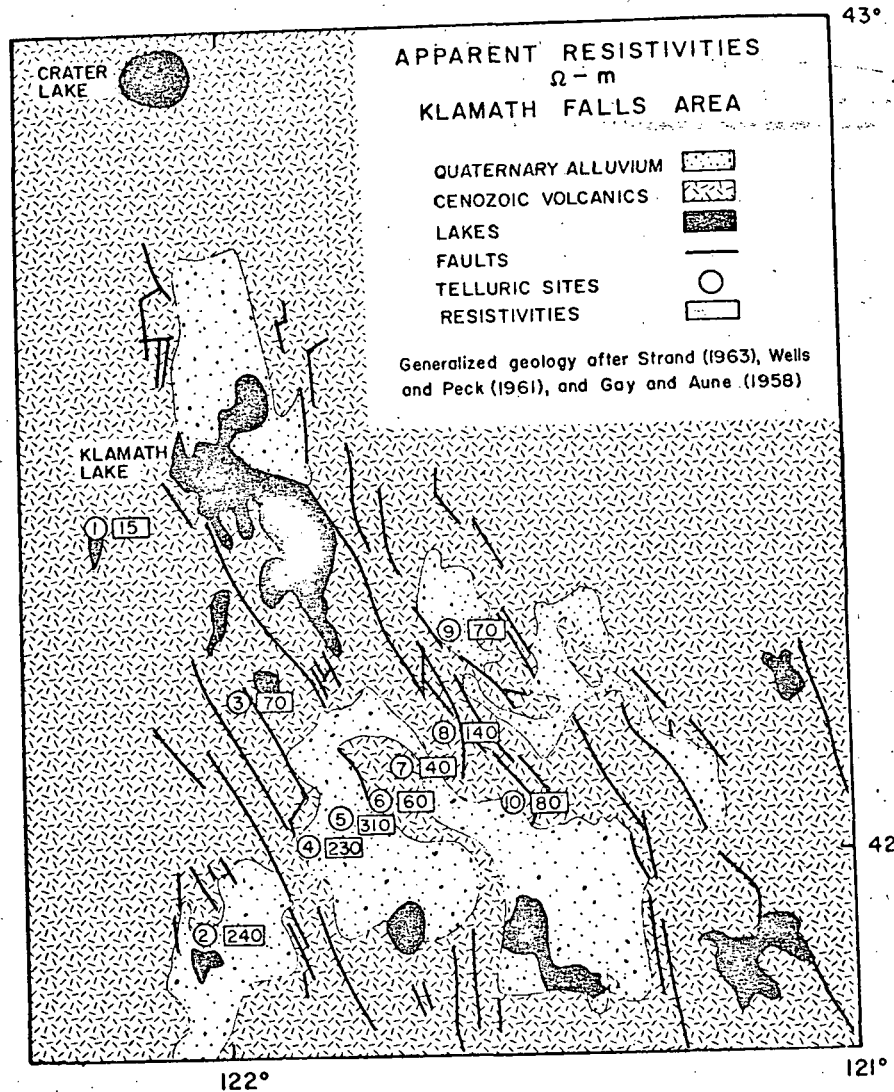 43°
CRATER
LAKE
APPARENT RESISTIVITIES
Ω-m
KLAMATH FALLS AREA
QUATERNARY ALLUVIUM
CENOZOIC VOLCANICS
LAKES
FAULTS
TELLURIC SITES
RESISTIVITIES
Generalized geology after Strand (1963), Wells
and Peck (1961), and Gay and Aune (1958)
KLAMATH
LAKE
1 15
9 70
3 70
8 140
7 40
6 60
10 80
5 310
4 230
42
2 240
122°
121°